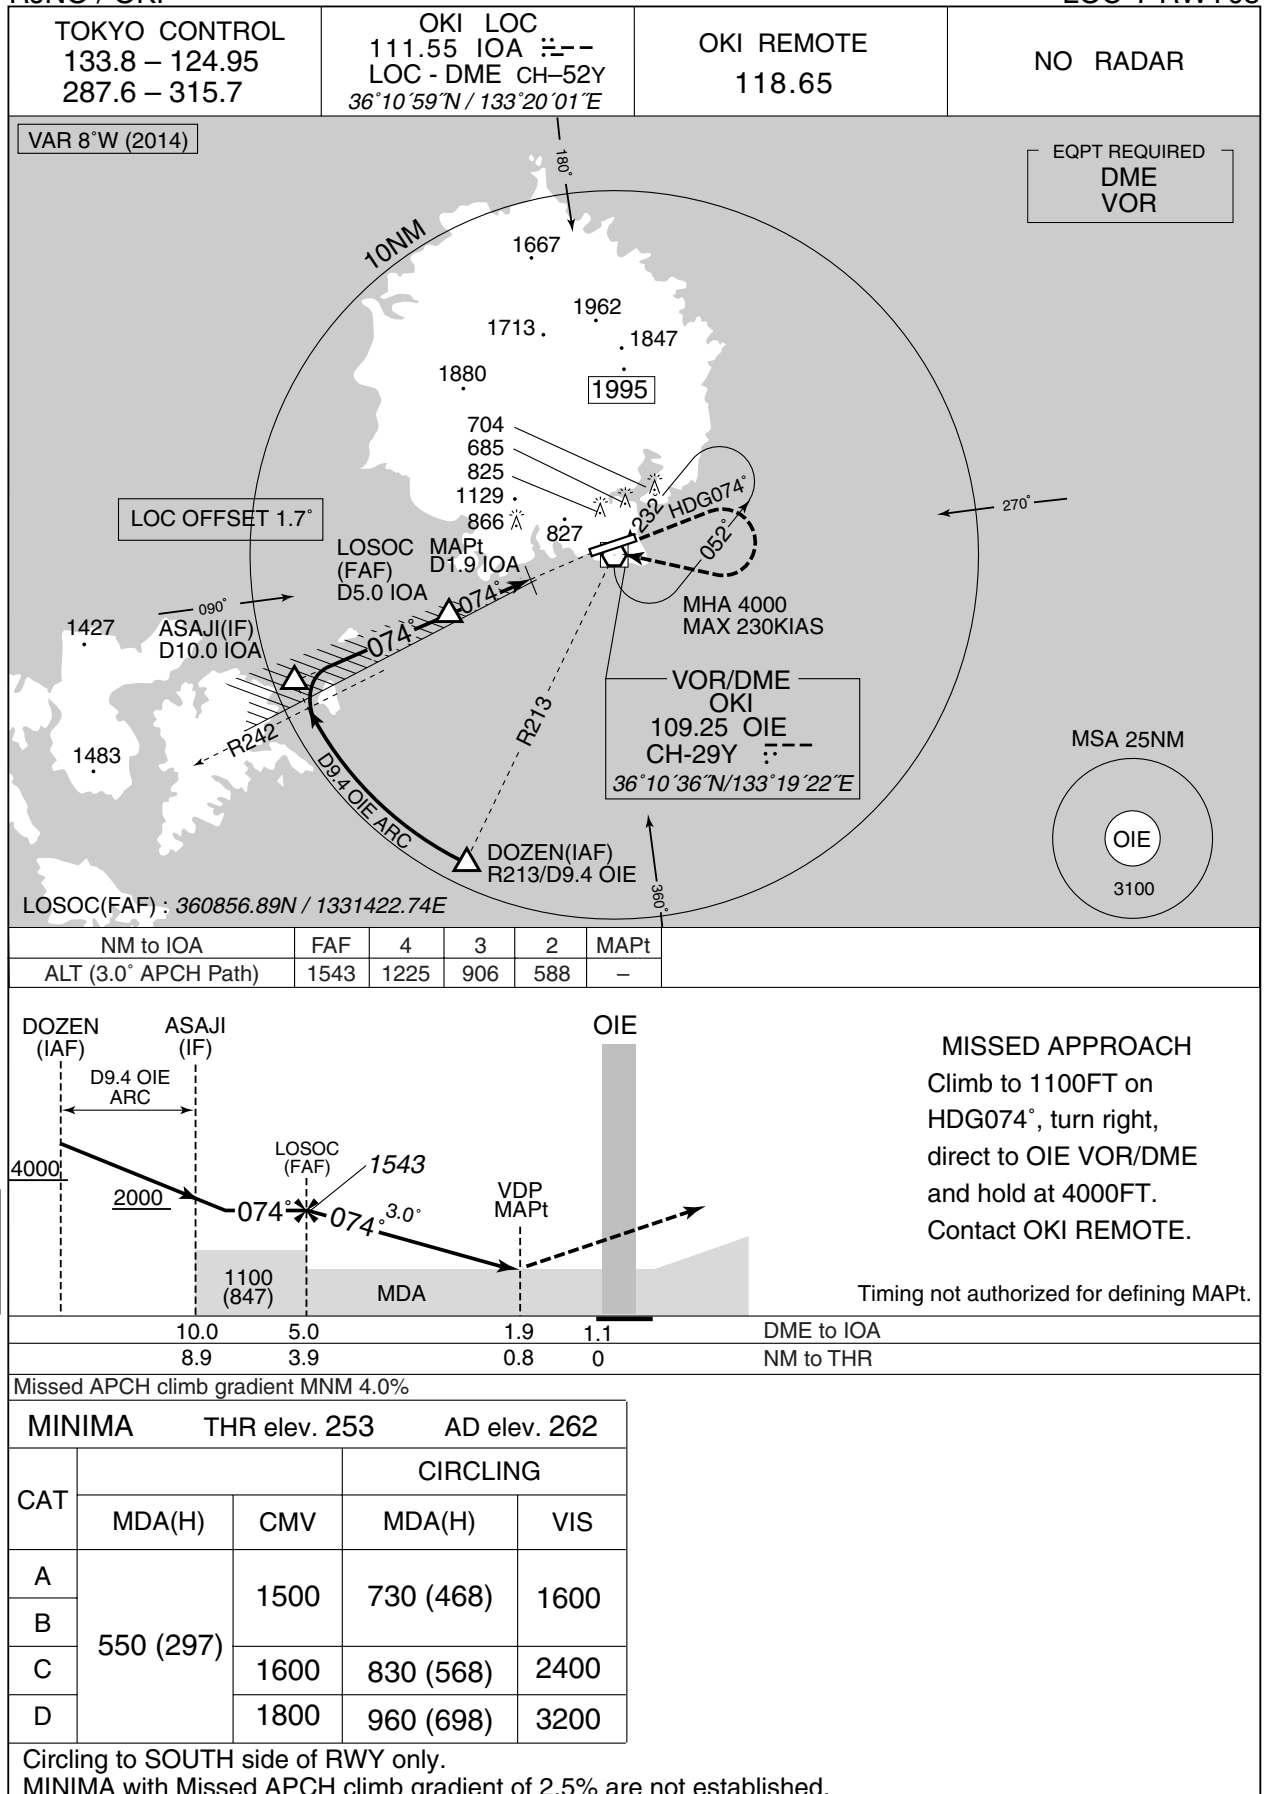 TOKYO CONTROL
133.8 – 124.95
287.6 – 315.7
OKI LOC
111.55 IOA
LOC - DME CH–52Y
36°10´59˝N / 133°20´01˝E
OKI REMOTE
118.65
NO RADAR
VAR 8°W (2014)
EQPT REQUIRED
DME
VOR
180°
10NM
1667
1962
1713
1847
1880
1995
704
685
825
1129
866
827
232°
HDG074°
052°
270°
LOC OFFSET 1.7°
LOSOC
(FAF)
D5.0 IOA
MAPt
D1.9 IOA
074°
074°
090°
ASAJI(IF)
D10.0 IOA
1427
MHA 4000
MAX 230KIAS
R242
R213
1483
D9.4 OIE ARC
VOR/DME
OKI
109.25 OIE
CH-29Y
36°10´36˝N/133°19´22˝E
MSA 25NM
OIE
3100
DOZEN(IAF)
R213/D9.4 OIE
360°
LOSOC(FAF) : 360856.89N / 1331422.74E
NM to IOA FAF 4 3 2 MAPt
ALT (3.0° APCH Path) 1543 1225 906 588 –
DOZEN
(IAF)
ASAJI
(IF)
D9.4 OIE
ARC
OIE
LOSOC
(FAF)
1543
4000
2000
074°
074°
3.0°
VDP
MAPt
1100
(847)
MDA
MISSED APPROACH
Climb to 1100FT on
HDG074°, turn right,
direct to OIE VOR/DME
and hold at 4000FT.
Contact OKI REMOTE.
Timing not authorized for defining MAPt.
10.0 5.0 1.9 1.1 DME to IOA
8.9 3.9 0.8 0 NM to THR
Missed APCH climb gradient MNM 4.0%
MINIMA THR elev. 253 AD elev. 262
CAT
CIRCLING
MDA(H) CMV MDA(H) VIS
A
B
C
D
550 (297)
1500 730 (468) 1600
1600 830 (568) 2400
1800 960 (698) 3200
Circling to SOUTH side of RWY only.
MINIMA with Missed APCH climb gradient of 2.5% are not established.